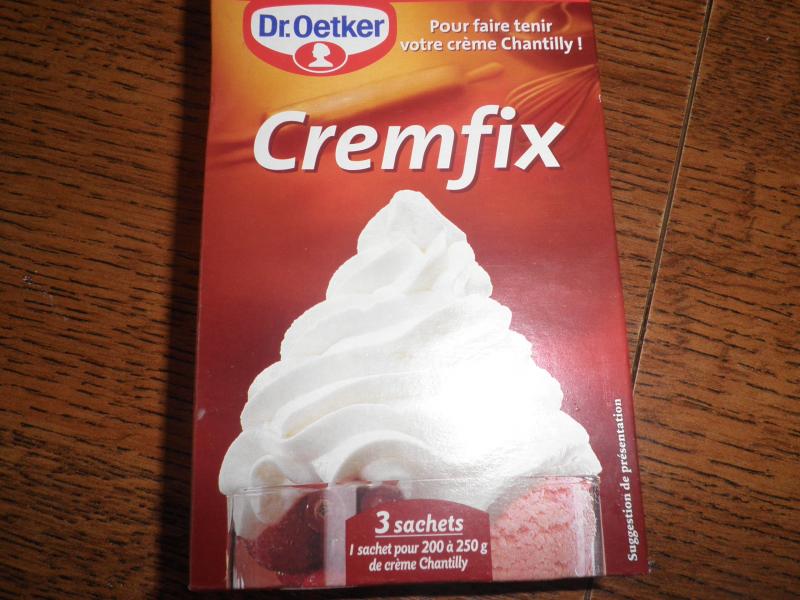 Dr.Oetker
Pour faire tenir
votre crème Chantilly !
Cremfix
3 sachets
1 sachet pour 200 à 250 g
de crème Chantilly
Suggestion de présentation